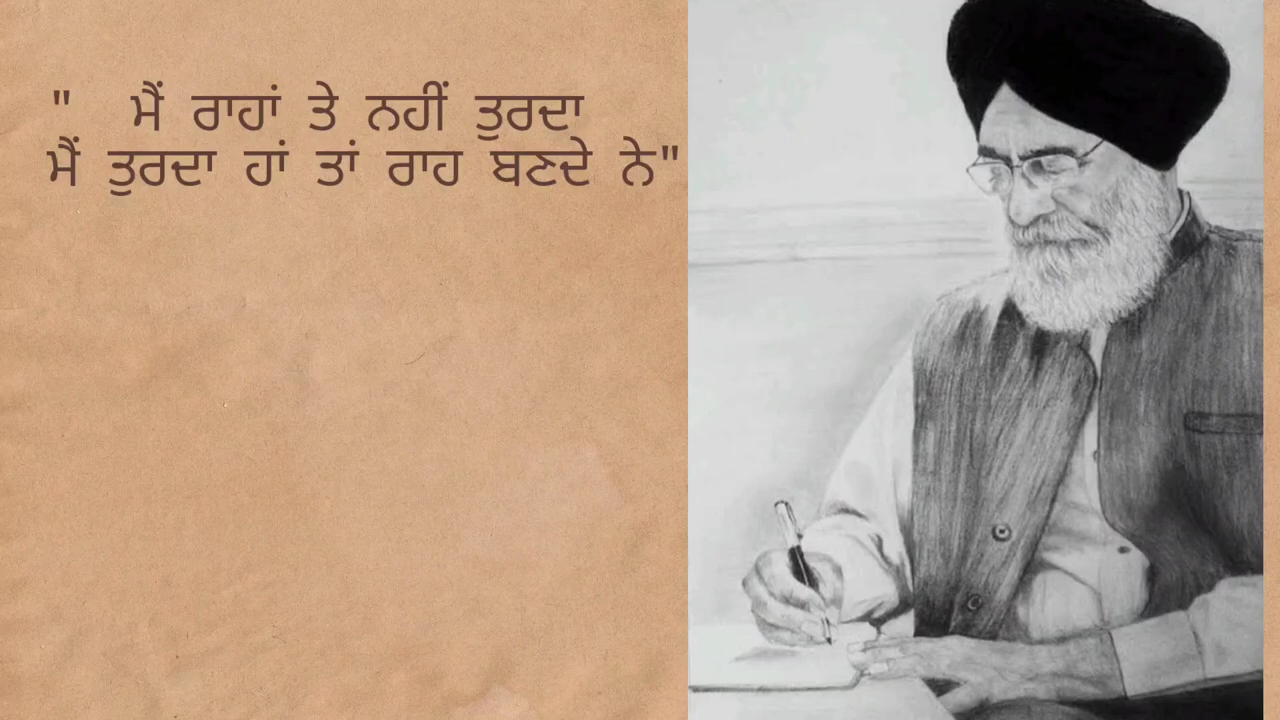 " ਮੈਂ ਰਾਹਾਂ ਤੇ ਨਹੀਂ ਤੁਰਦਾ
ਮੈਂ ਤੁਰਦਾ ਹਾਂ ਤਾਂ ਰਾਹ ਬਣਦੇ ਨੇ"